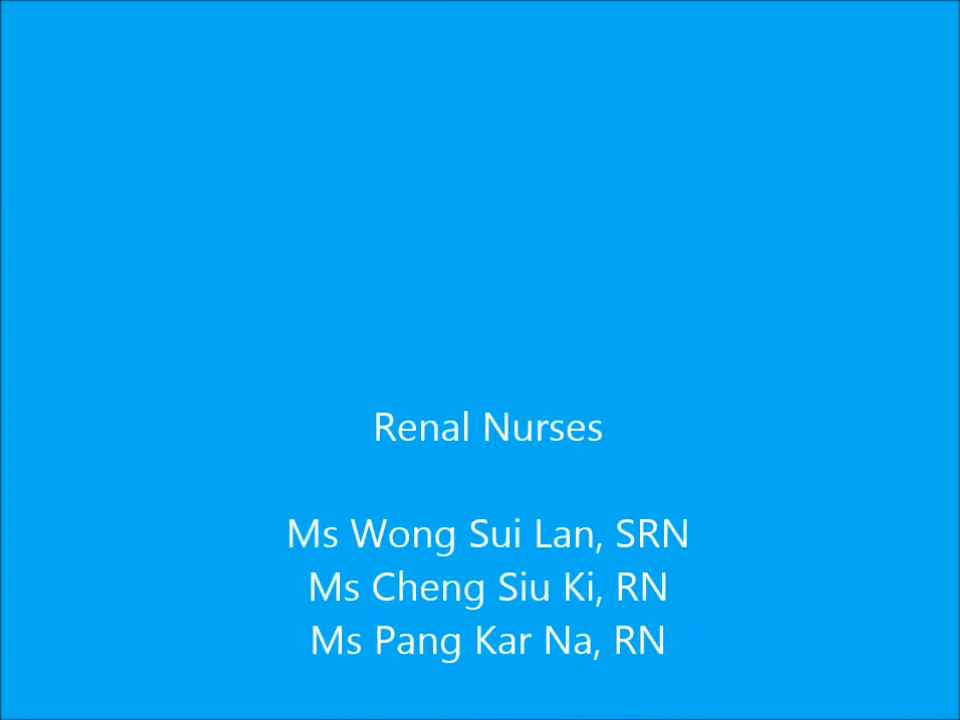 Renal Nurses
Ms Wong Sui Lan, SRN
Ms Cheng Siu Ki, RN
Ms Pang Kar Na, RN